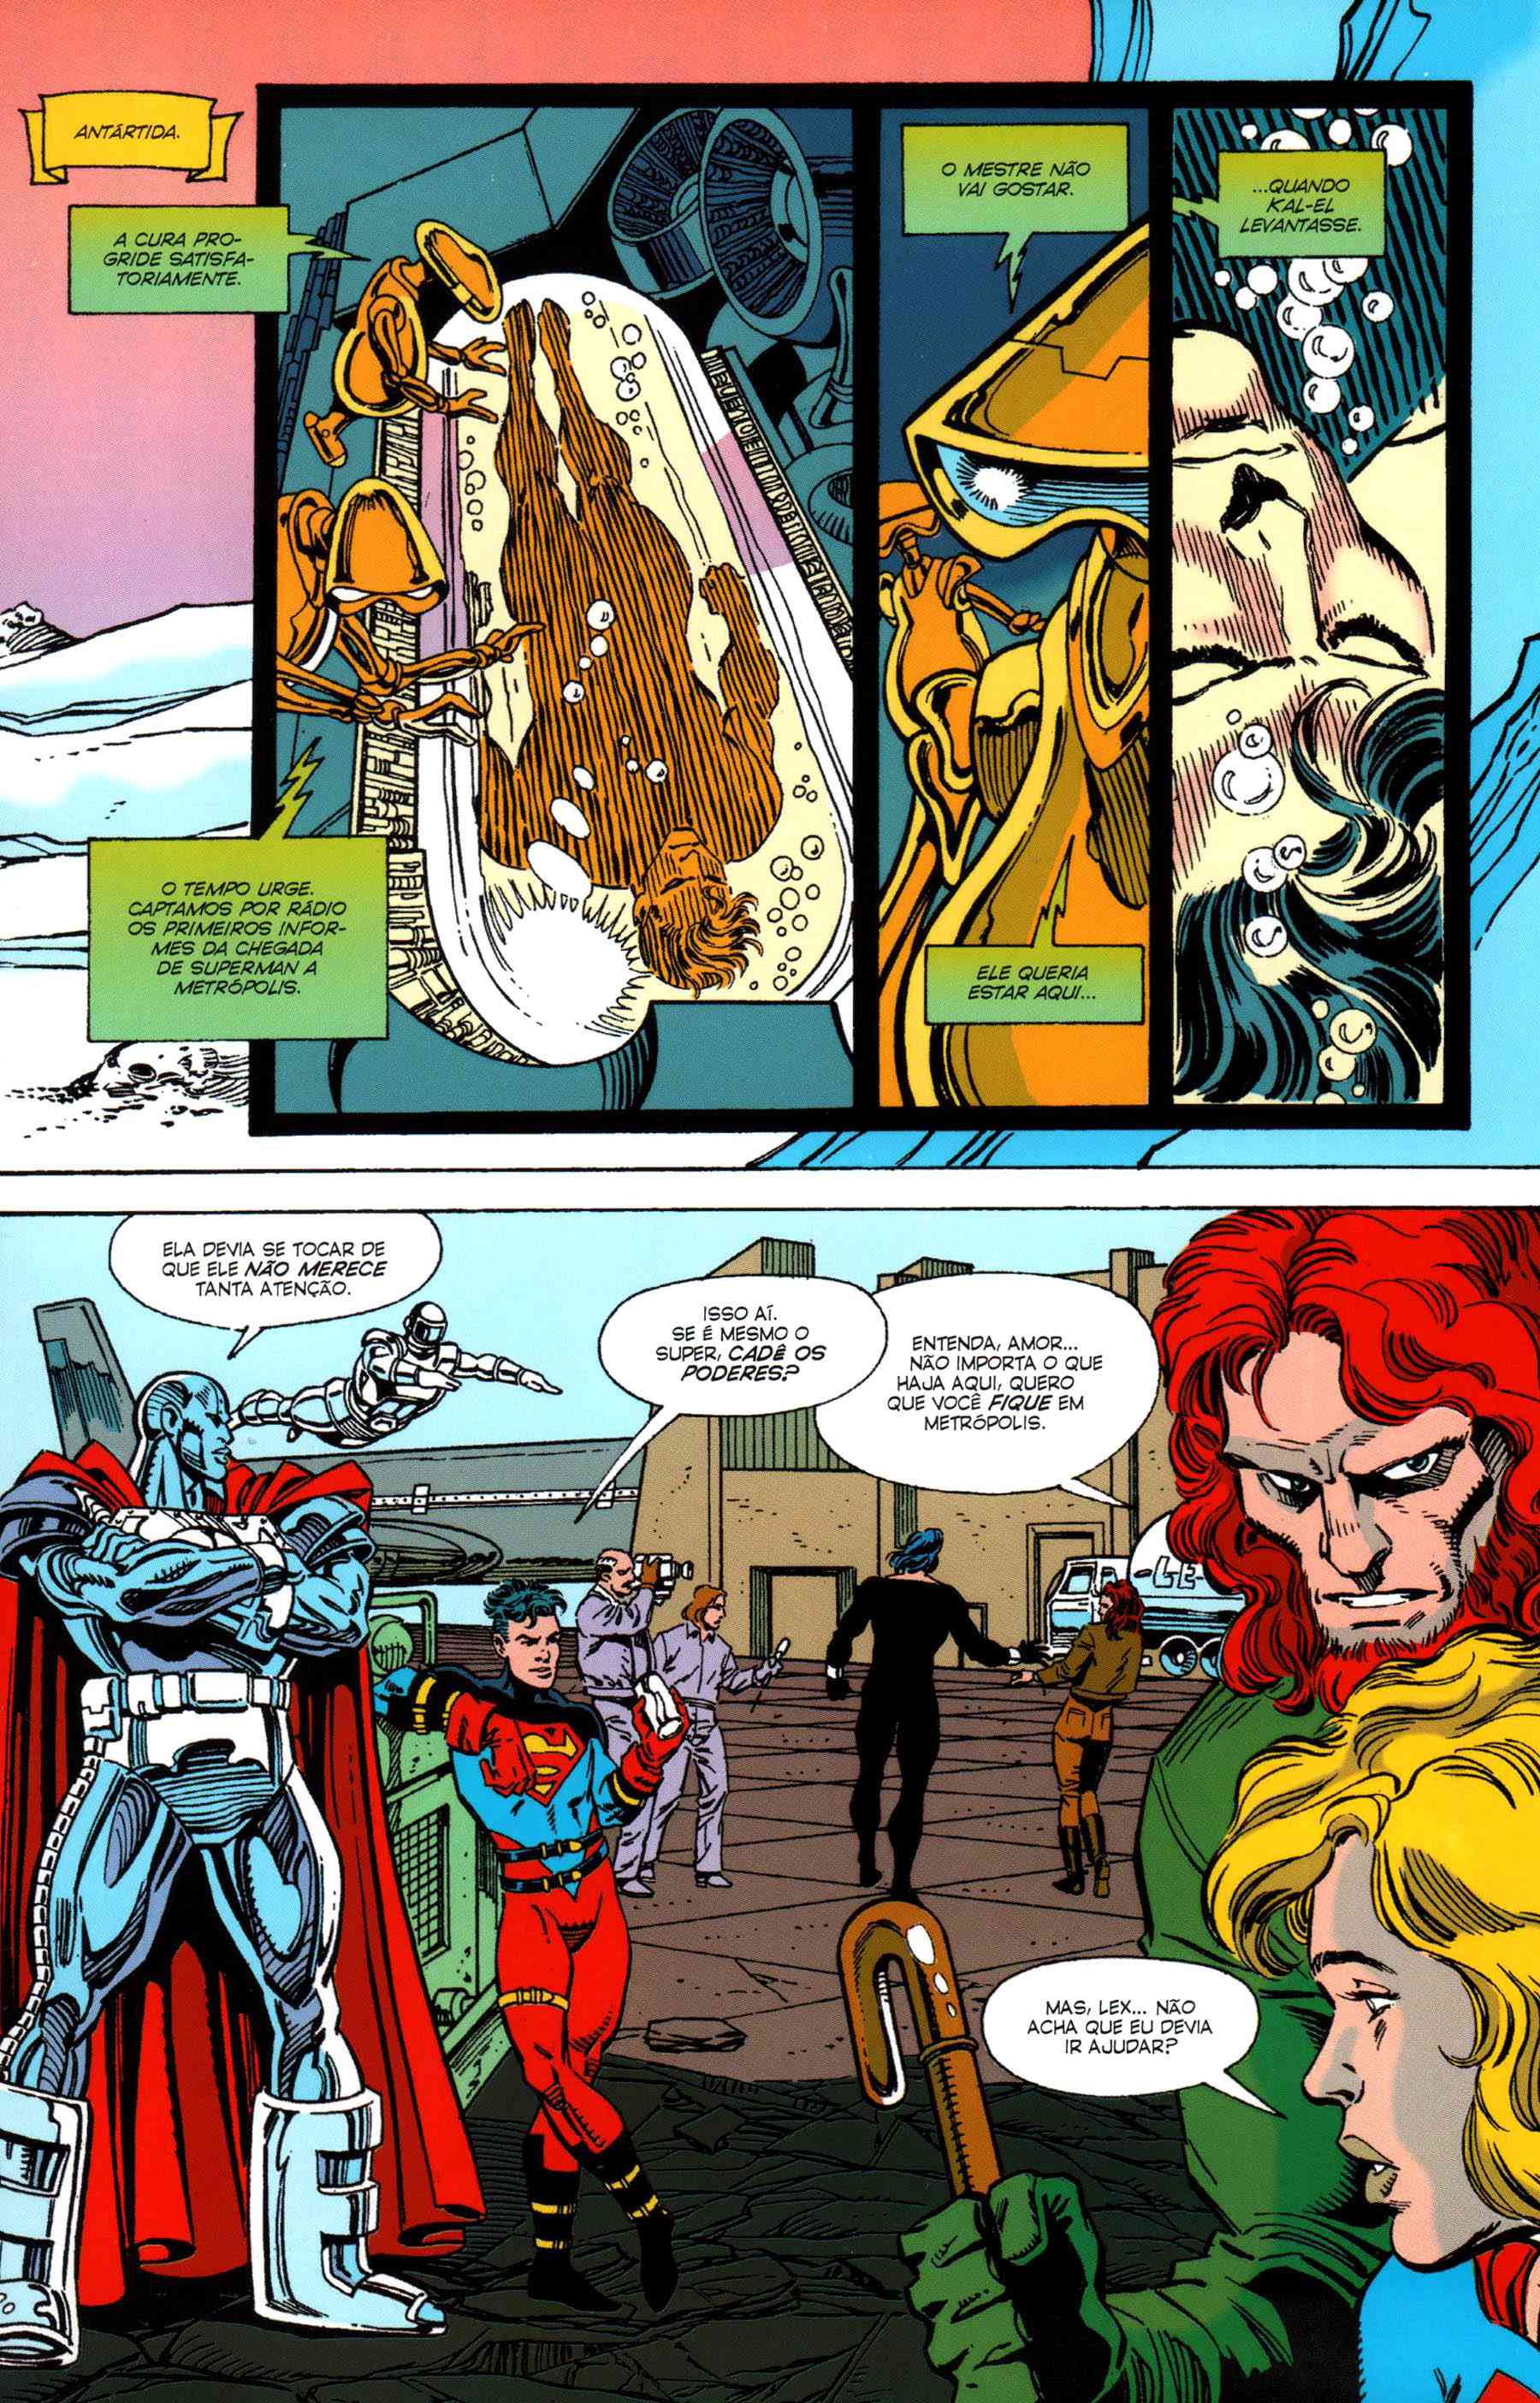 ANTÁRTIDA.
A CURA PRO-
GRIDE SATISFA-
TORIAMENTE.
O MESTRE NÃO
VAI GOSTAR.
...QUANDO
KAL-EL
LEVANTASSE.
O TEMPO URGE.
CAPTAMOS POR RÁDIO
OS PRIMEIROS INFOR-
MES DA CHEGADA
DE SUPERMAN A
METRÓPOLIS.
ELE QUERIA
ESTAR AQUI...
ELA DEVIA SE TOCAR DE
QUE ELE NÃO MERECE
TANTA ATENÇÃO.
ISSO AÍ.
SE É MESMO O
SUPER, CADÊ OS
PODERES?
ENTENDA, AMOR...
NÃO IMPORTA O QUE
HAJA AQUI, QUERO
QUE VOCÊ FIQUE EM
METRÓPOLIS.
MAS, LEX... NÃO
ACHA QUE EU DEVIA
IR AJUDAR?